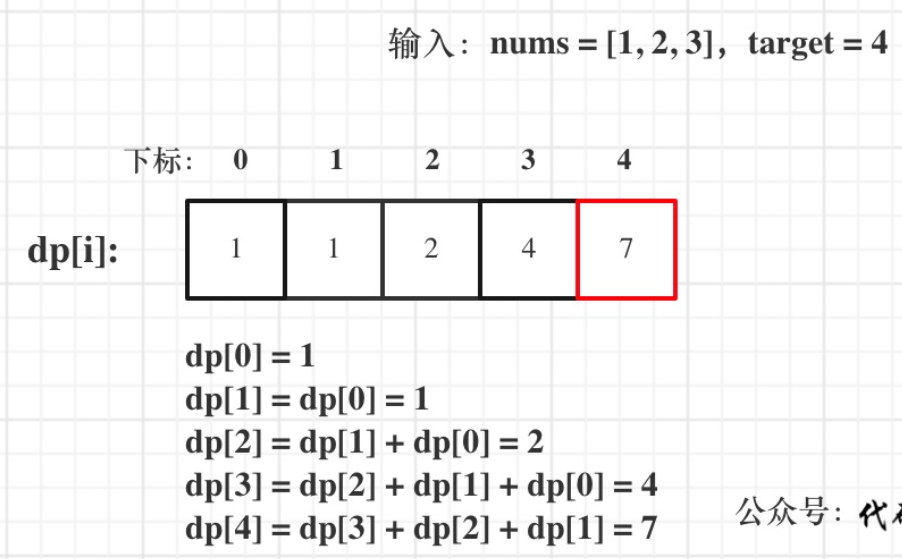 输入：nums = [1, 2, 3]，target = 4
下标： 0 1 2 3 4
dp[i]: 1 1 2 4 7
dp[0] = 1
dp[1] = dp[0] = 1
dp[2] = dp[1] + dp[0] = 2
dp[3] = dp[2] + dp[1] + dp[0] = 4
dp[4] = dp[3] + dp[2] + dp[1] = 7
公众号：代